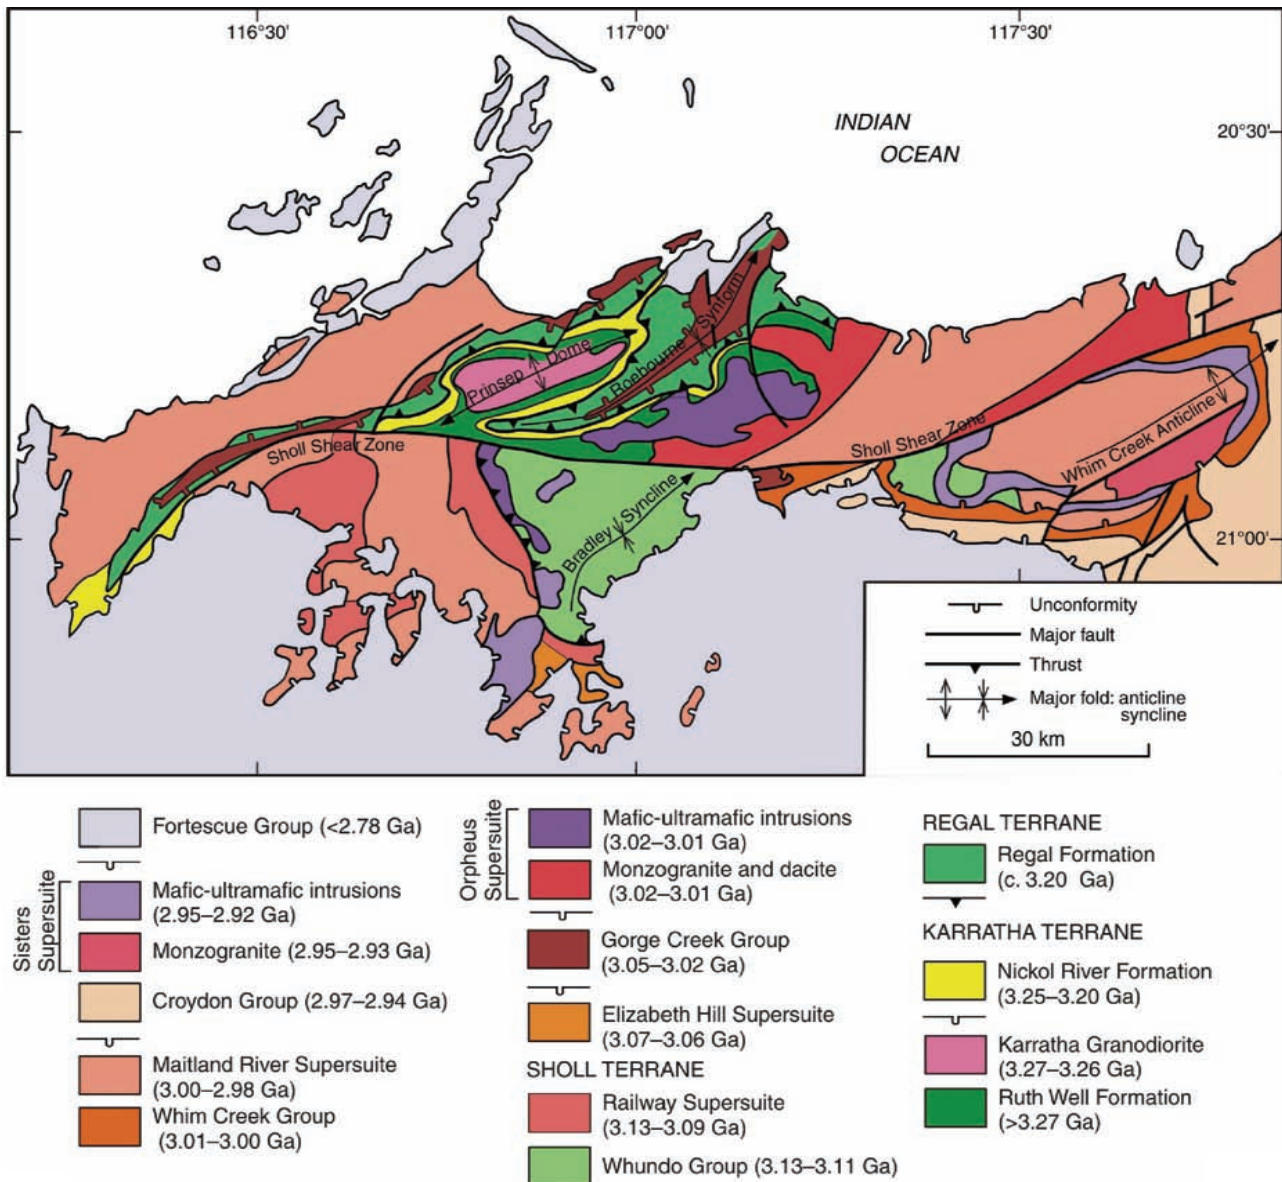 116°30'
117°00'
117°30'
INDIAN
OCEAN
20°30'
Prinsep Dome
Roebourne Synform
Sholl Shear Zone
Sholl Shear Zone
Whim Creek Anticline
Bradley Syncline
21°00'
Unconformity
Major fault
Thrust
Major fold: anticline
syncline
30 km
Fortescue Group (<2.78 Ga)
Sisters
Supersuite
Mafic-ultramafic intrusions
(2.95–2.92 Ga)
Monzogranite (2.95–2.93 Ga)
Croydon Group (2.97–2.94 Ga)
Maitland River Supersuite
(3.00–2.98 Ga)
Whim Creek Group
(3.01–3.00 Ga)
Orpheus
Supersuite
Mafic-ultramafic intrusions
(3.02–3.01 Ga)
Monzogranite and dacite
(3.02–3.01 Ga)
Gorge Creek Group
(3.05–3.02 Ga)
Elizabeth Hill Supersuite
(3.07–3.06 Ga)
SHOLL TERRANE
Railway Supersuite
(3.13–3.09 Ga)
Whundo Group (3.13–3.11 Ga)
REGAL TERRANE
Regal Formation
(c. 3.20 Ga)
KARRATHA TERRANE
Nickol River Formation
(3.25–3.20 Ga)
Karratha Granodiorite
(3.27–3.26 Ga)
Ruth Well Formation
(>3.27 Ga)